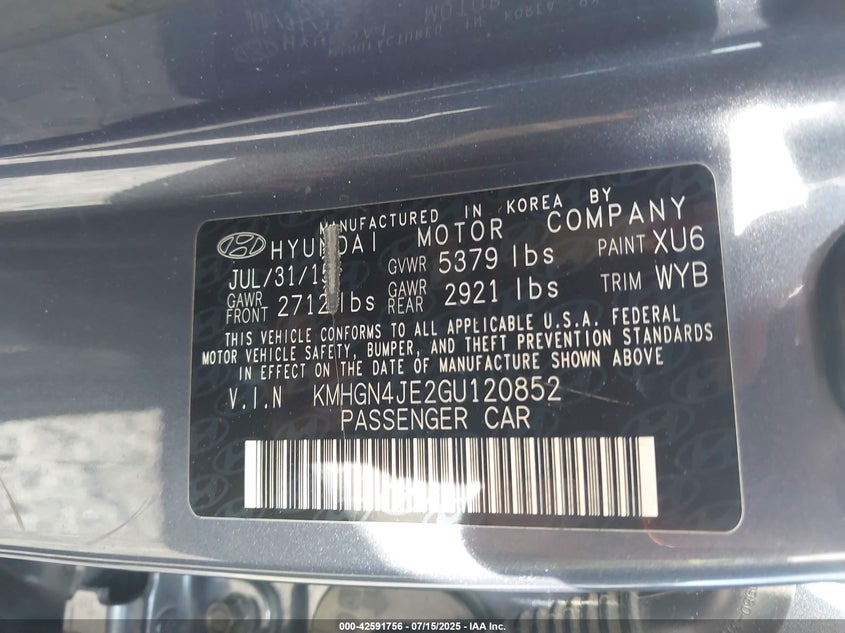 MANUFACTURED IN KOREA BY
HYUNDAI MOTOR COMPANY
JUL/31/15 GVWR 5379 lbs PAINT XU6
GAWR FRONT 2712 lbs GAWR REAR 2921 lbs TRIM WYB
THIS VEHICLE CONFORMS TO ALL APPLICABLE U.S.A. FEDERAL
MOTOR VEHICLE SAFETY, BUMPER, AND THEFT PREVENTION STANDARDS
IN EFFECT ON THE DATE OF MANUFACTURE SHOWN ABOVE
V.I.N KMHGN4JE2GU120852
PASSENGER CAR
000-42591756 - 07/15/2025 - IAA Inc.